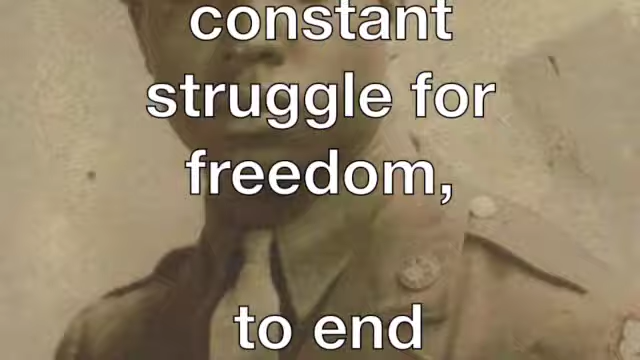 constant
struggle for
freedom,
to end